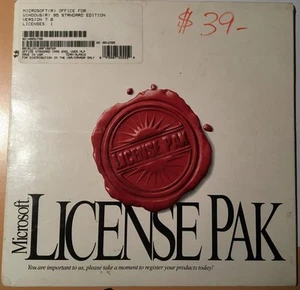 MICROSOFT(R) OFFICE FOR
WINDOWS(R) 95 STANDARD EDITION
VERSION 7.0
LICENSES: 1
$ 39-
LICENSE PAK
Microsoft
LICENSE PAK
You are important to us, please take a moment to register your products today!